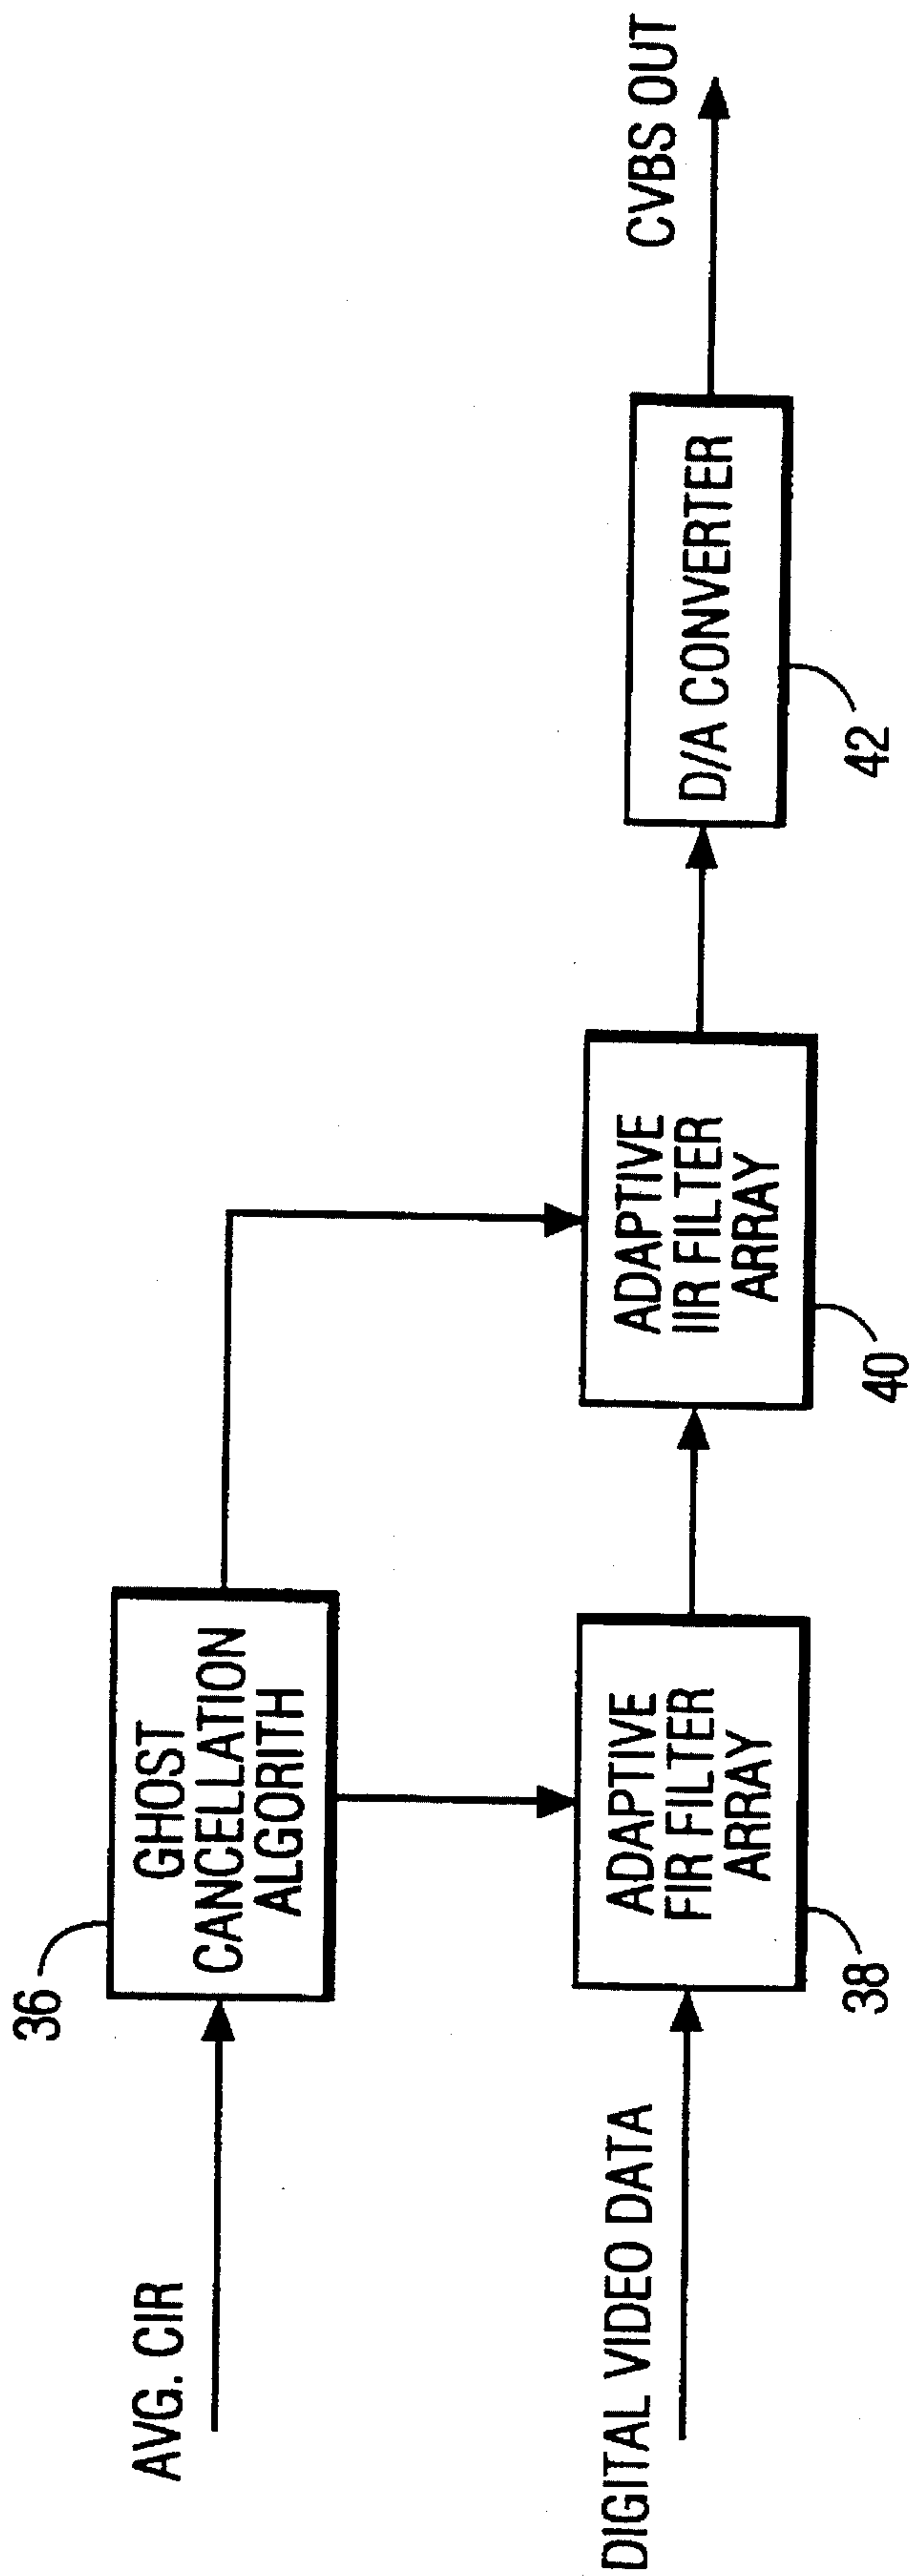 AVG. CIR
36
GHOST
CANCELLATION
ALGORITH
DIGITAL VIDEO DATA
ADAPTIVE
FIR FILTER
ARRAY
38
ADAPTIVE
IIR FILTER
ARRAY
40
D/A CONVERTER
42
CVBS OUT